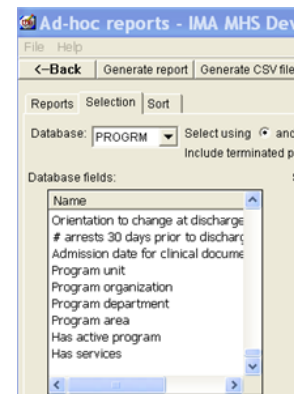 Ad-hoc reports - IMA MHS Dev
File Help
<-Back Generate report Generate CSV file
Reports Selection Sort
Database: PROGRM Select using and
Include terminated p
Database fields:
Name
Orientation to change at discharge
# arrests 30 days prior to discharg
Admission date for clinical docume
Program unit
Program organization
Program department
Program area
Has active program
Has services